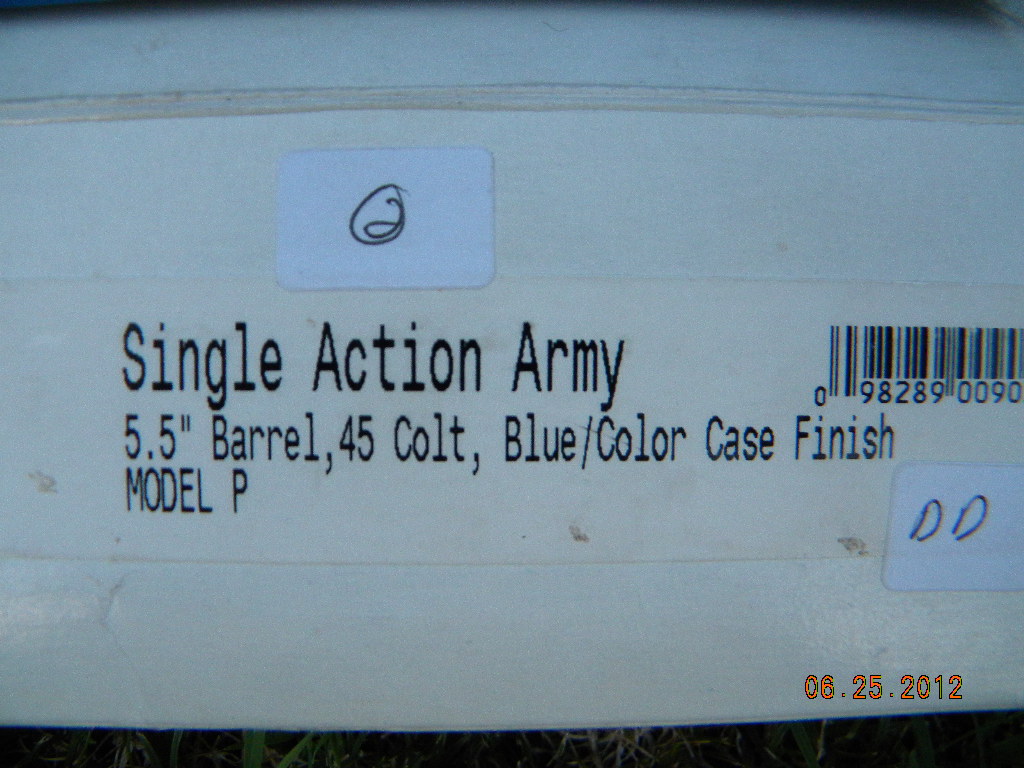 Single Action Army
5.5" Barrel,45 Colt, Blue/Color Case Finish
MODEL P
0 98289 0090
DD
06.25.2012